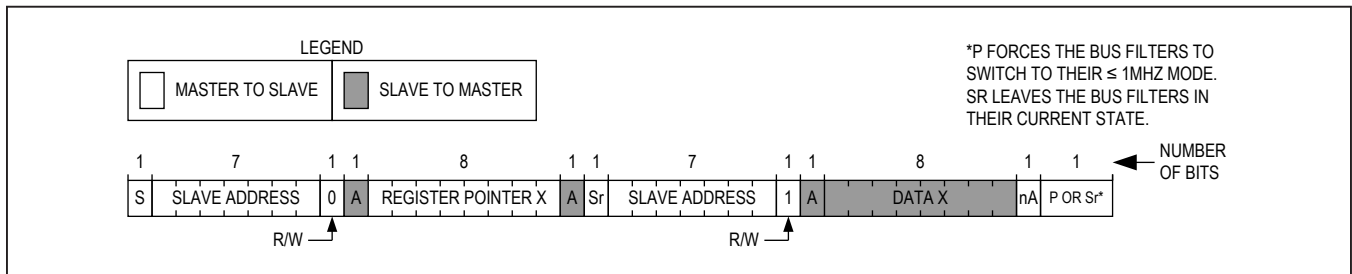 LEGEND
MASTER TO SLAVE SLAVE TO MASTER
*P FORCES THE BUS FILTERS TO
SWITCH TO THEIR ≤ 1MHZ MODE.
SR LEAVES THE BUS FILTERS IN
THEIR CURRENT STATE.
1 7 1 1 8 1 1 7 1 1 8 1 1 NUMBER
OF BITS
S SLAVE ADDRESS 0 A REGISTER POINTER X A Sr SLAVE ADDRESS 1 A DATA X nA P OR Sr*
R/W R/W